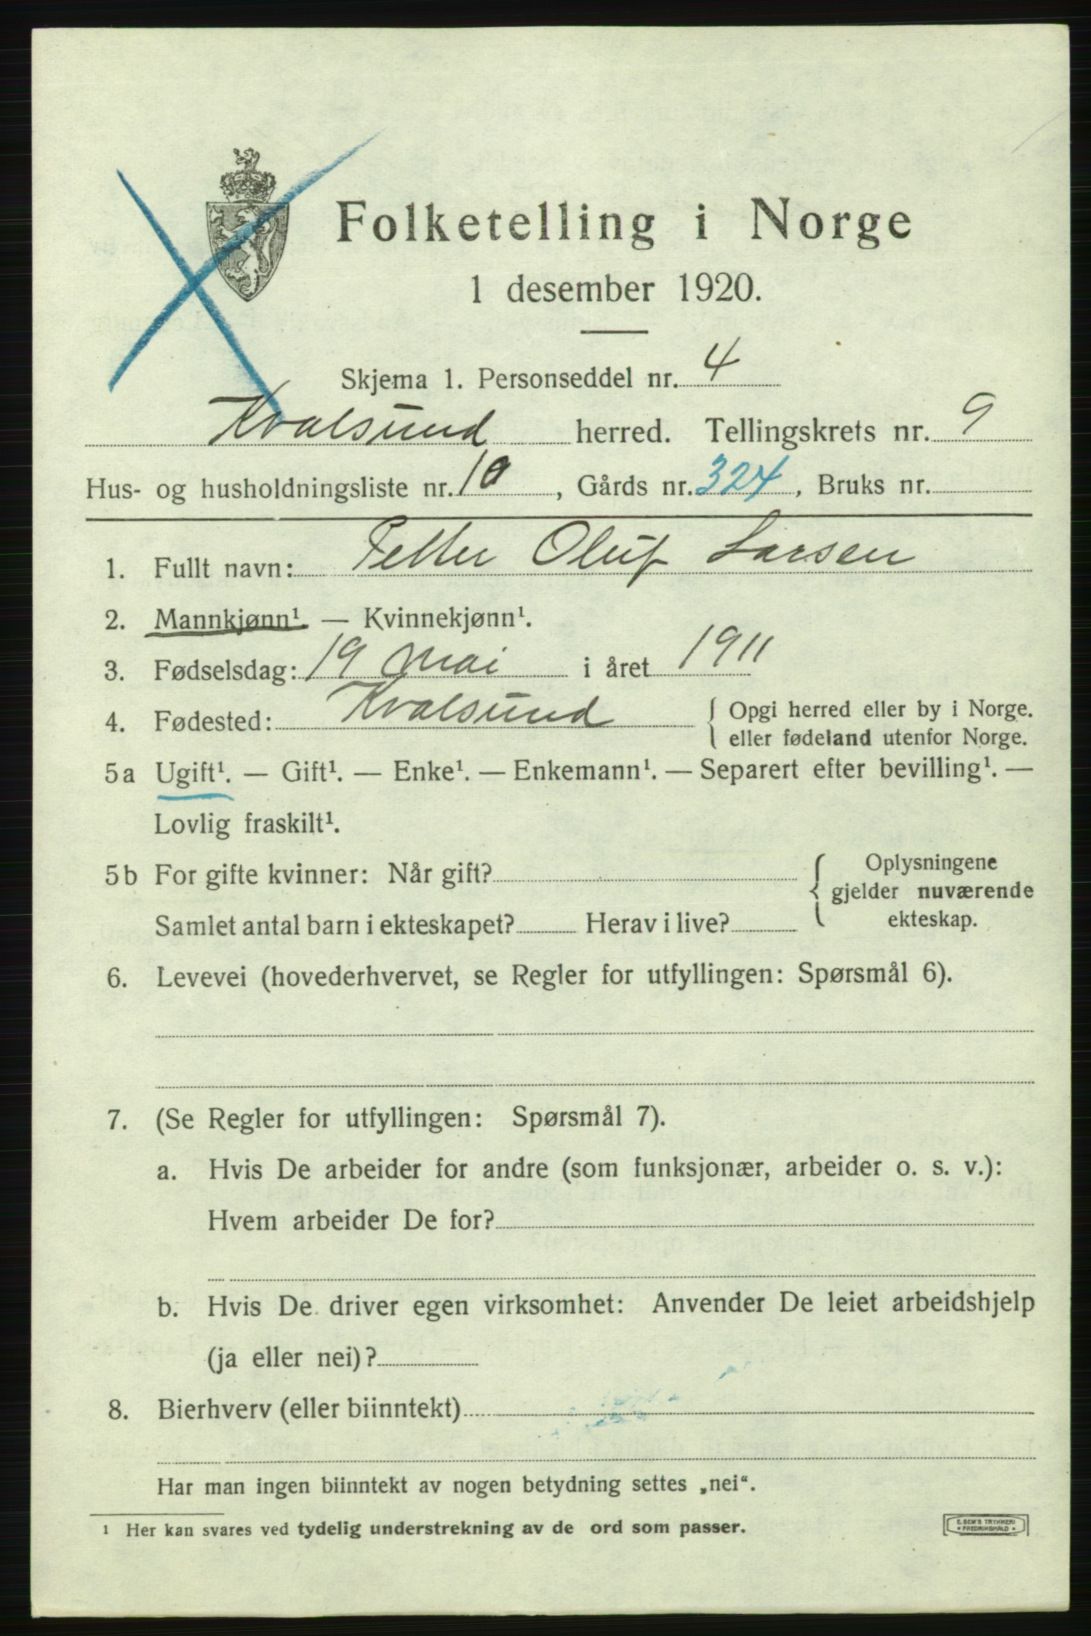 Folketelling i Norge
1 desember 1920.
Skjema 1. Personseddel nr. 4
Kvalsund herred. Tellingskrets nr. 9
Hus- og husholdningsliste nr. 10, Gårds nr. 324, Bruks nr.
1. Fullt navn: Petter Oluf Larsen
2. Mannkjønn¹. — Kvinnekjønn¹.
3. Fødselsdag: 19 mai i året 1911
4. Fødested: Kvalsund { Opgi herred eller by i Norge.
eller fødeland utenfor Norge.
5a Ugift¹. — Gift¹. — Enke¹. — Enkemann¹. — Separert efter bevilling¹. —
Lovlig fraskilt¹.
5b For gifte kvinner: Når gift? { Oplysningene
gjelder nuværende
Samlet antal barn i ekteskapet? Herav i live? ekteskap.
6. Levevei (hovederhvervet, se Regler for utfyllingen: Spørsmål 6).
7. (Se Regler for utfyllingen: Spørsmål 7).
a. Hvis De arbeider for andre (som funksjonær, arbeider o. s. v.):
Hvem arbeider De for?
b. Hvis De driver egen virksomhet: Anvender De leiet arbeidshjelp
(ja eller nei)?
8. Bierhverv (eller biinntekt)
Har man ingen biinntekt av nogen betydning settes „nei“.
¹ Her kan svares ved tydelig understrekning av de ord som passer.
E. SEM'S TRYKKERI
FREDRIKSHALD